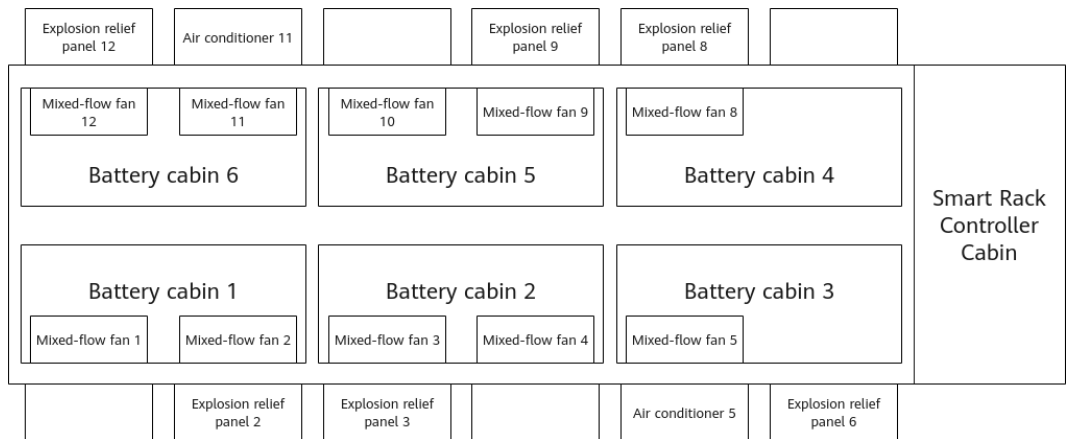 Explosion relief
panel 12
Air conditioner 11
Explosion relief
panel 9
Explosion relief
panel 8
Mixed-flow fan
12
Mixed-flow fan
11
Mixed-flow fan
10
Mixed-flow fan 9
Mixed-flow fan 8
Battery cabin 6
Battery cabin 5
Battery cabin 4
Smart Rack
Controller
Cabin
Battery cabin 1
Battery cabin 2
Battery cabin 3
Mixed-flow fan 1
Mixed-flow fan 2
Mixed-flow fan 3
Mixed-flow fan 4
Mixed-flow fan 5
Explosion relief
panel 2
Explosion relief
panel 3
Air conditioner 5
Explosion relief
panel 6